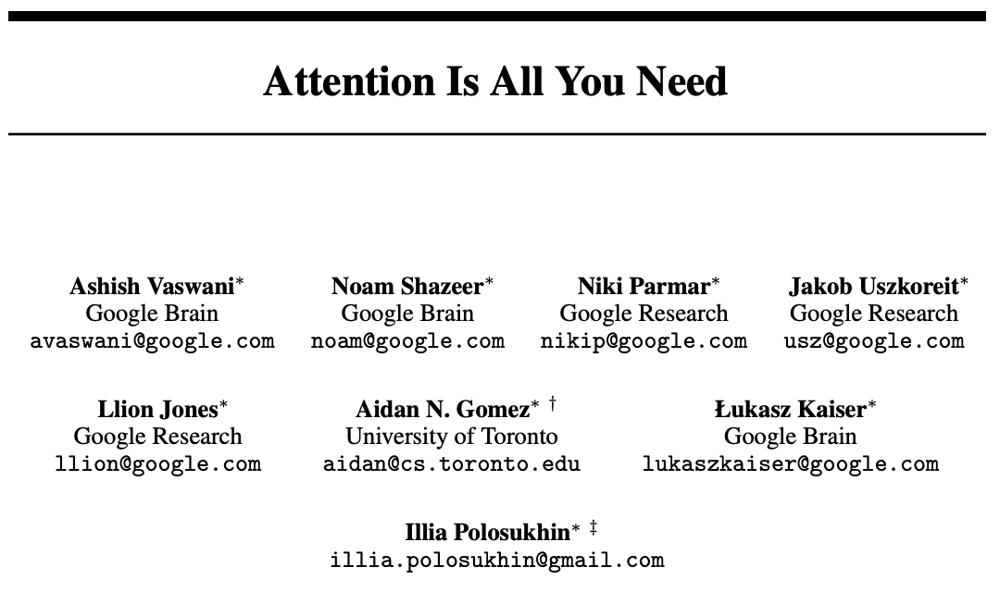 Attention Is All You Need
Ashish Vaswani* Noam Shazeer* Niki Parmar* Jakob Uszkoreit*
Google Brain Google Brain Google Research Google Research
avaswani@google.com noam@google.com nikip@google.com usz@google.com
Llion Jones* Aidan N. Gomez* † Łukasz Kaiser*
Google Research University of Toronto Google Brain
llion@google.com aidan@cs.toronto.edu lukaszkaiser@google.com
Illia Polosukhin* ‡
illia.polosukhin@gmail.com